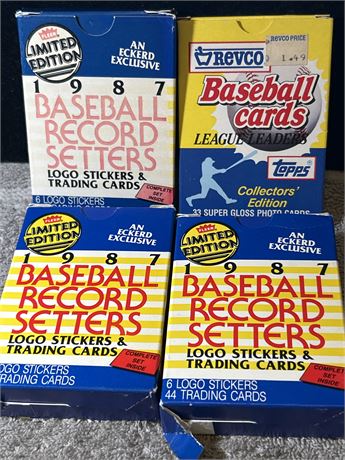 FLEER
LIMITED
EDITION
AN
ECKERD
EXCLUSIVE
1987
BASEBALL
RECORD
SETTERS
LOGO STICKERS &
TRADING CARDS
COMPLETE
SET
INSIDE
6 LOGO STICKERS
REVCO
REVCO PRICE
1.49
Baseball
cards
LEAGUE LEADERS
TOPPS
Collectors'
Edition
33 SUPER GLOSS PHOTO CARDS
FLEER
LIMITED
EDITION
AN
ECKERD
EXCLUSIVE
1987
BASEBALL
RECORD
SETTERS
LOGO STICKERS &
TRADING CARDS
COMPLETE
SET
INSIDE
LOGO STICKERS
TRADING CARDS
FLEER
LIMITED
EDITION
AN
ECKERD
EXCLUSIVE
1987
BASEBALL
RECORD
SETTERS
LOGO STICKERS &
TRADING CARDS
COMPLETE
SET
INSIDE
6 LOGO STICKERS
44 TRADING CARDS